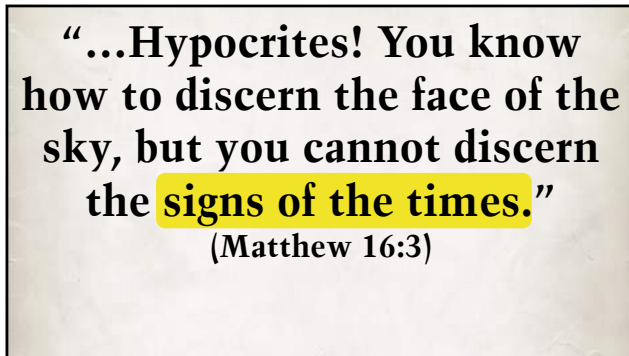 “...Hypocrites! You know
how to discern the face of the
sky, but you cannot discern
the signs of the times.”
(Matthew 16:3)